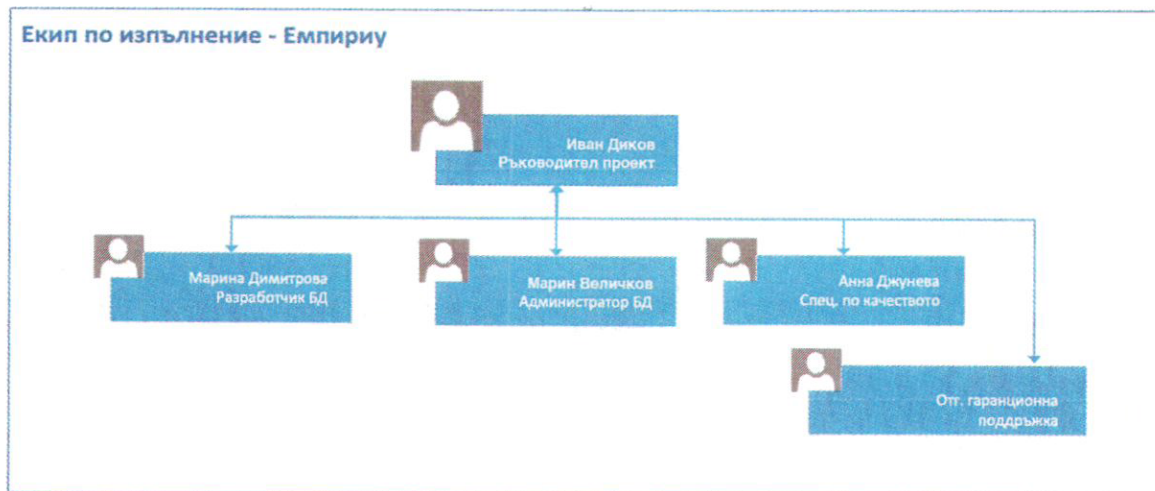 Екип по изпълнение - Емпириу
Иван Диков
Ръководител проект
Марина Димитрова
Разработчик БД
Марин Величков
Администратор БД
Анна Джунева
Спец. по качеството
Отг. гаранционна
поддръжка